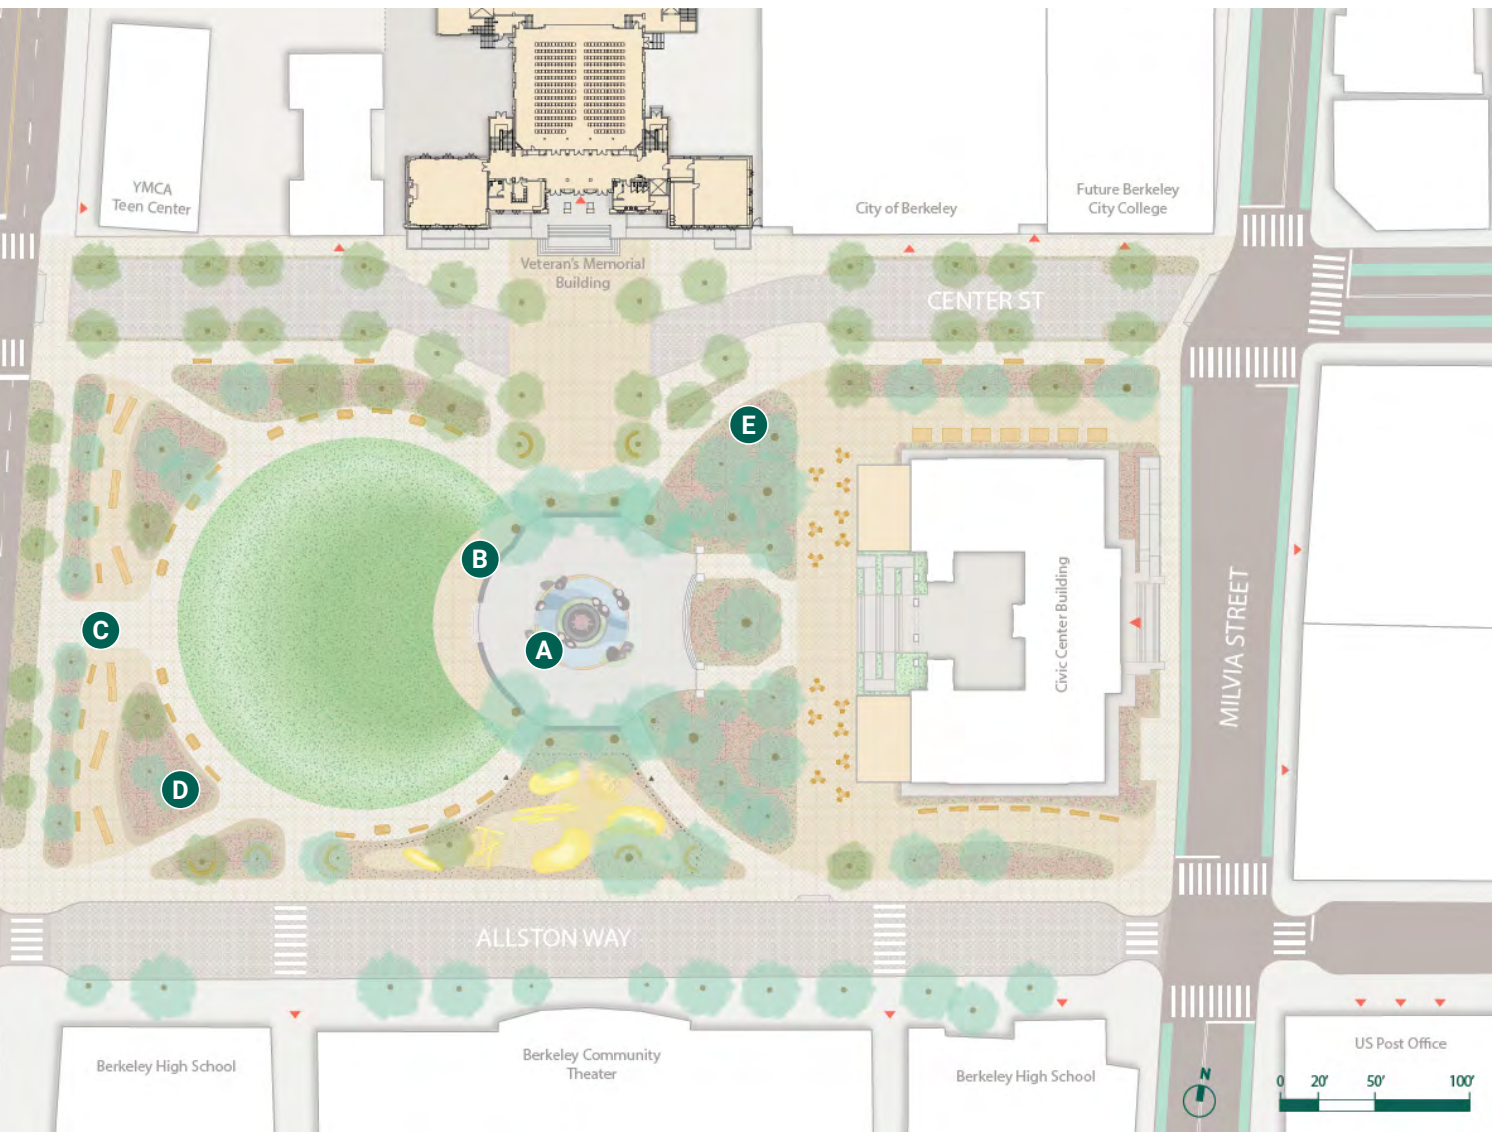 YMCA
Teen Center
City of Berkeley
Future Berkeley
City College
Veteran's Memorial
Building
CENTER ST
E
B
C
A
D
Civic Center Building
MILVIA STREET
ALLSTON WAY
Berkeley High School
Berkeley Community
Theater
Berkeley High School
US Post Office
N
0 20' 50' 100'